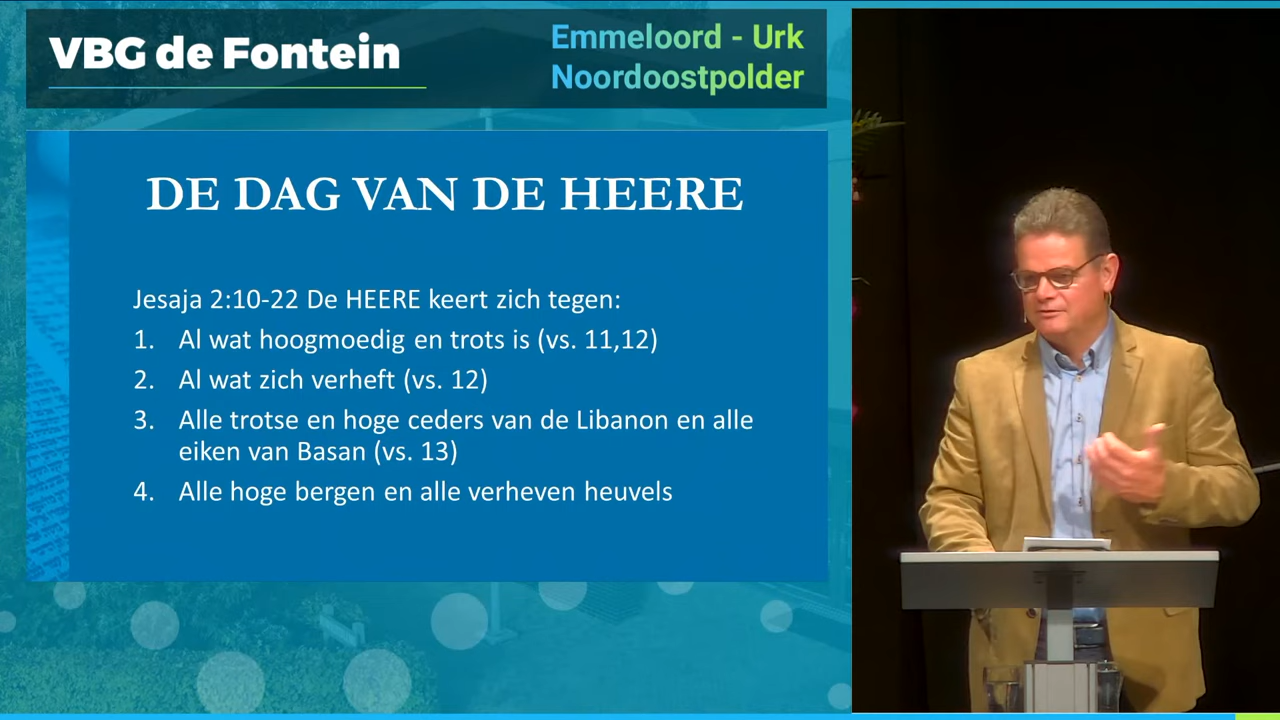 VBG de Fontein
Emmeloord - Urk
Noordoostpolder
DE DAG VAN DE HEERE
Jesaja 2:10-22 De HEERE keert zich tegen:
1. Al wat hoogmoedig en trots is (vs. 11,12)
2. Al wat zich verheft (vs. 12)
3. Alle trotse en hoge ceders van de Libanon en alle
eiken van Basan (vs. 13)
4. Alle hoge bergen en alle verheven heuvels